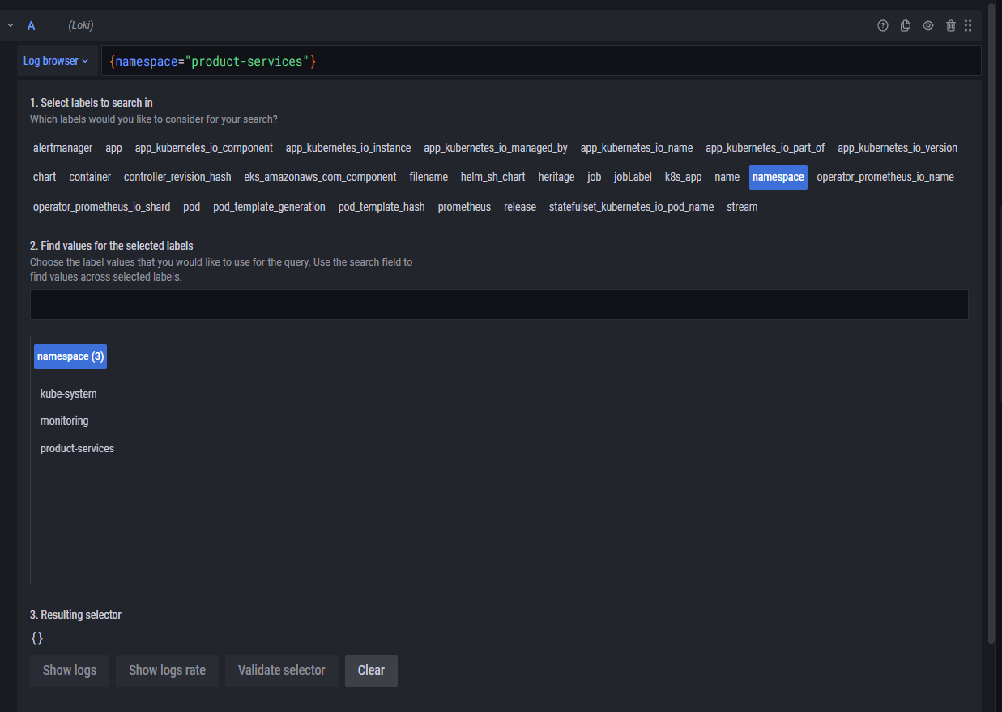 A (Loki)
Log browser {namespace="product-services"}
1. Select labels to search in
Which labels would you like to consider for your search?
alertmanager app app_kubernetes_io_component app_kubernetes_io_instance app_kubernetes_io_managed_by app_kubernetes_io_name app_kubernetes_io_part_of app_kubernetes_io_version
chart container controller_revision_hash eks_amazonaws_com_component filename helm_sh_chart heritage job jobLabel k8s_app name namespace operator_prometheus_io_name
operator_prometheus_io_shard pod pod_template_generation pod_template_hash prometheus release statefulset_kubernetes_io_pod_name stream
2. Find values for the selected labels
Choose the label values that you would like to use for the query. Use the search field to
find values across selected labels.
namespace (3)
kube-system
monitoring
product-services
3. Resulting selector
{}
Show logs Show logs rate Validate selector Clear